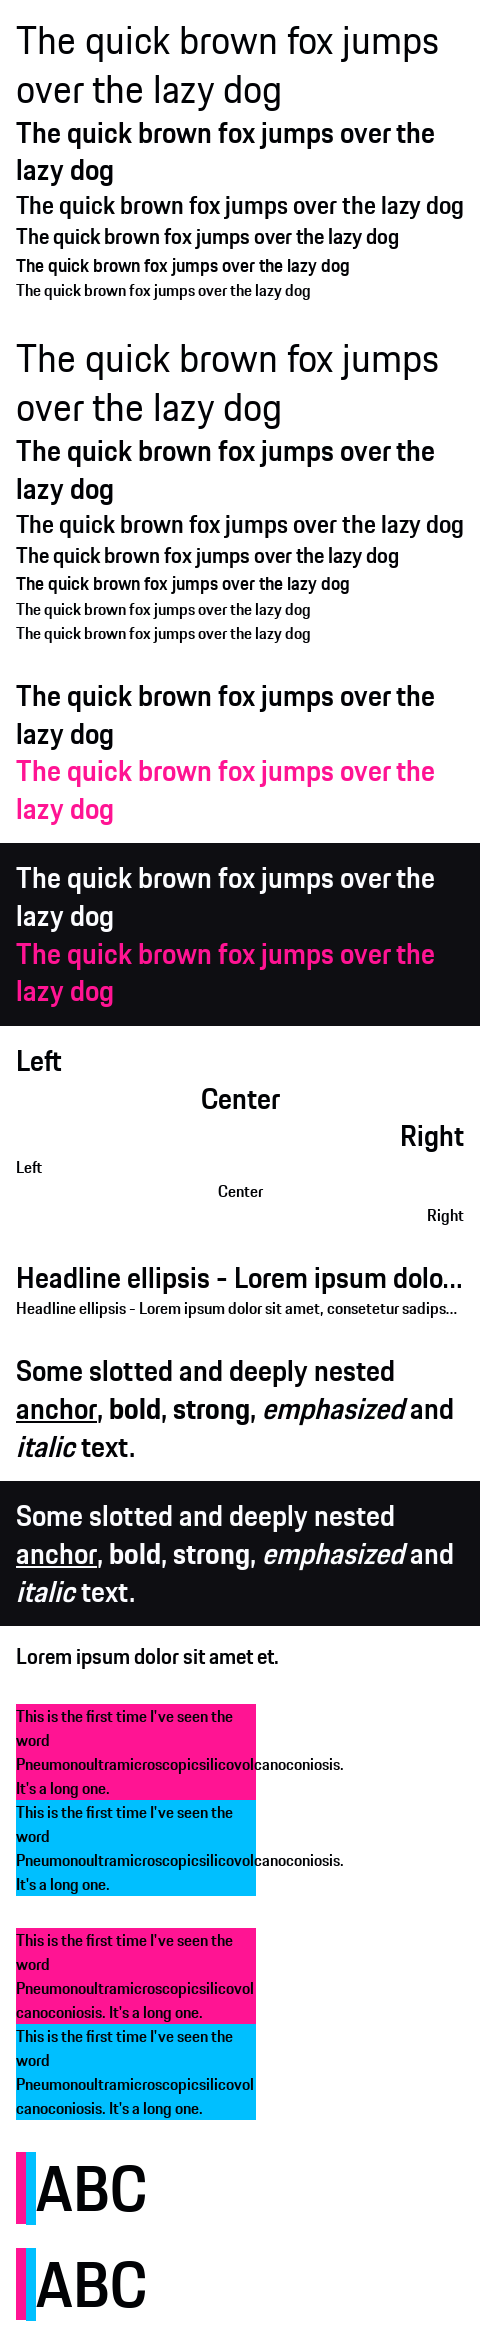 The quick brown fox jumps
over the lazy dog
The quick brown fox jumps over the
lazy dog
The quick brown fox jumps over the lazy dog
The quick brown fox jumps over the lazy dog
The quick brown fox jumps over the lazy dog
The quick brown fox jumps over the lazy dog
The quick brown fox jumps
over the lazy dog
The quick brown fox jumps over the
lazy dog
The quick brown fox jumps over the lazy dog
The quick brown fox jumps over the lazy dog
The quick brown fox jumps over the lazy dog
The quick brown fox jumps over the lazy dog
The quick brown fox jumps over the lazy dog
The quick brown fox jumps over the
lazy dog
The quick brown fox jumps over the
lazy dog
The quick brown fox jumps over the
lazy dog
The quick brown fox jumps over the
lazy dog
Left
Center
Right
Left
Center
Right
Headline ellipsis - Lorem ipsum dolo...
Headline ellipsis - Lorem ipsum dolor sit amet, consetetur sadips...
Some slotted and deeply nested
anchor, bold, strong, emphasized and
italic text.
Some slotted and deeply nested
anchor, bold, strong, emphasized and
italic text.
Lorem ipsum dolor sit amet et.
This is the first time I've seen the
word
Pneumonoultramicroscopicsilicovolcanoconiosis.
It's a long one.
This is the first time I've seen the
word
Pneumonoultramicroscopicsilicovolcanoconiosis.
It's a long one.
This is the first time I've seen the
word
Pneumonoultramicroscopicsilicovol
canoconiosis. It's a long one.
This is the first time I've seen the
word
Pneumonoultramicroscopicsilicovol
canoconiosis. It's a long one.
ABC
ABC